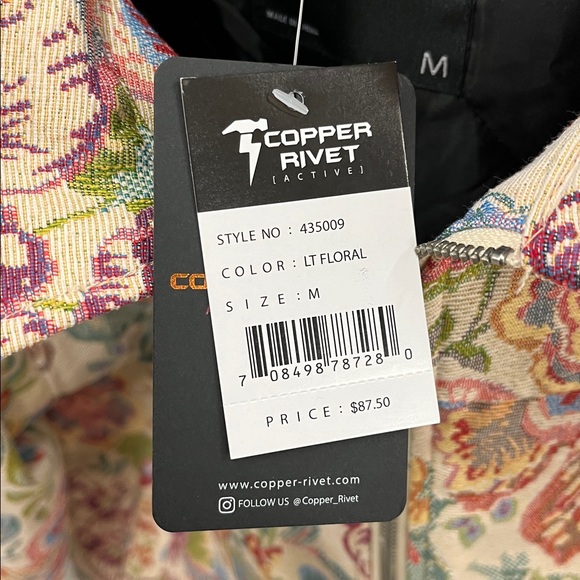 M
COPPER
RIVET
[ACTIVE]
STYLE NO : 435009
COLOR : LT FLORAL
SIZE : M
7 08498 78728 0
PRICE : $87.50
CO
www.copper-rivet.com
FOLLOW US @Copper_Rivet